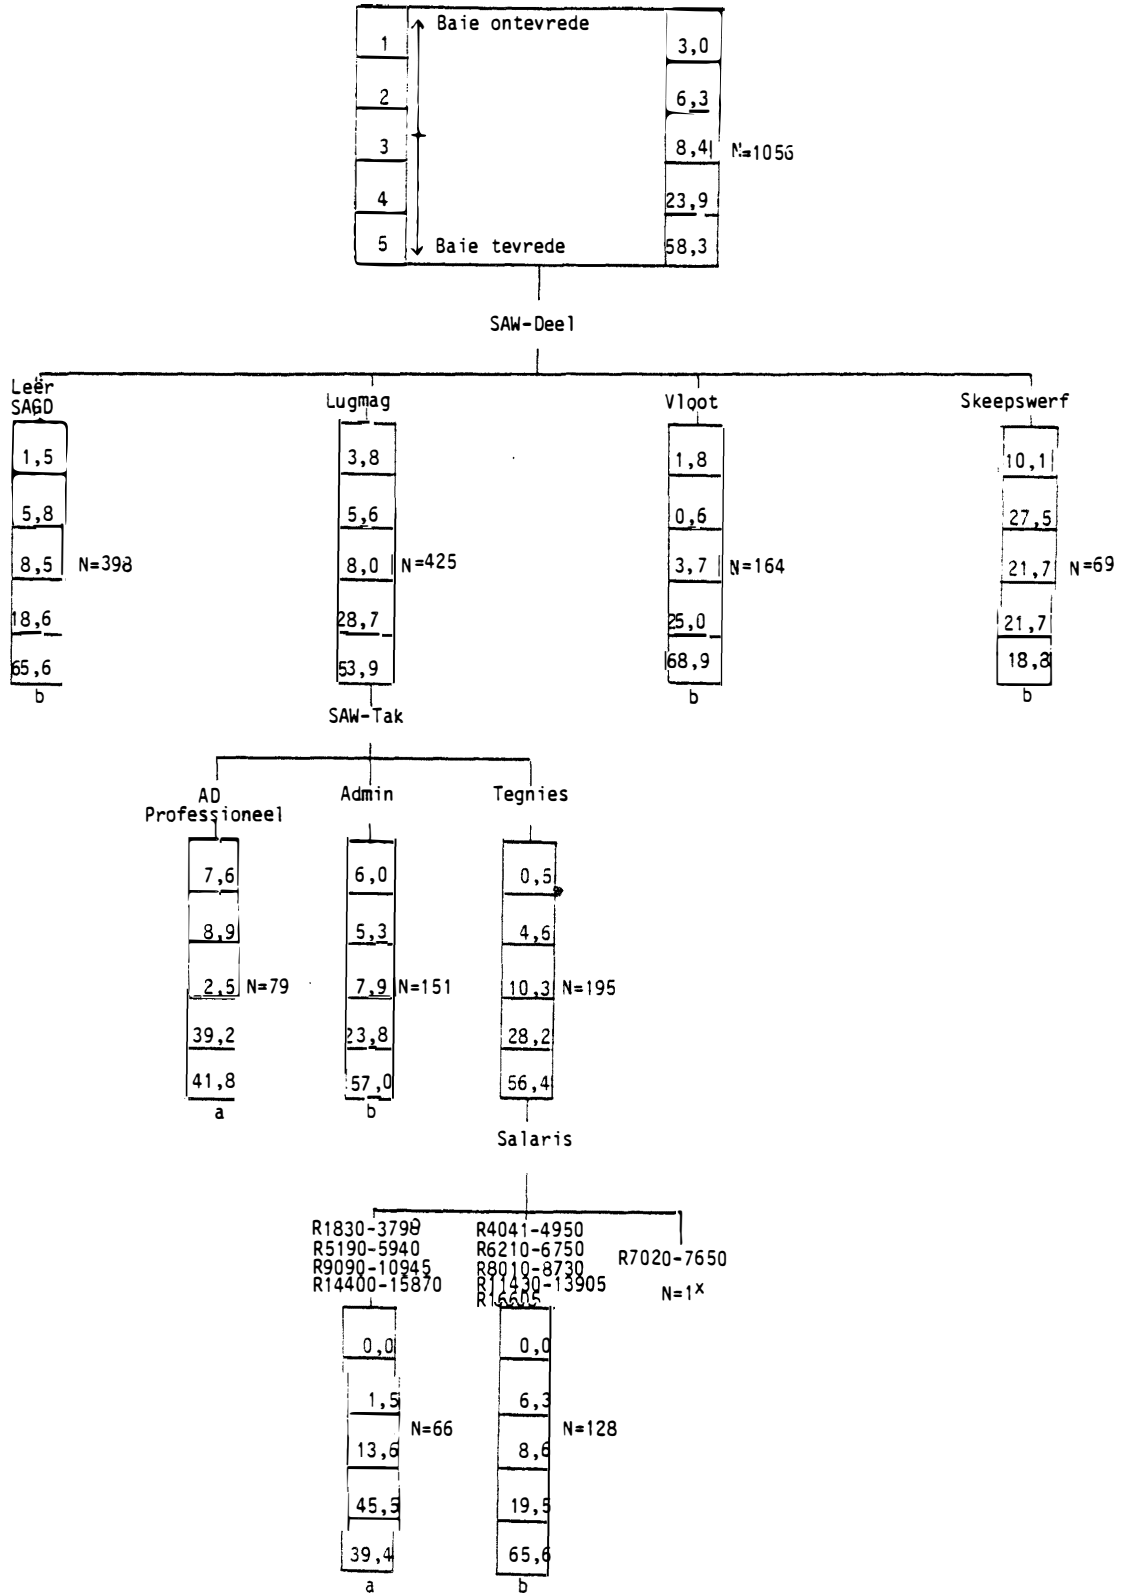 Baie ontevrede
1 3,0
2 6,3
3 8,4 N=1056
4 23,9
5 Baie tevrede 58,3
SAW-Deel
Leër
SAGD Lugmag Vloot Skeepswerf
1,5 3,8 1,8 10,1
5,8 5,6 0,6 27,5
8,5 N=398 8,0 N=425 3,7 N=164 21,7 N=69
18,6 28,7 25,0 21,7
65,6 53,9 68,9 18,8
b b b
SAW-Tak
AD Admin Tegnies
Professioneel
7,6 6,0 0,5
8,9 5,3 4,6
2,5 N=79 7,9 N=151 10,3 N=195
39,2 23,8 28,2
41,8 57,0 56,4
a b
Salaris
R1830-3798 R4041-4950
R5190-5940 R6210-6750 R7020-7650
R9090-10945 R8010-8730
R14400-15870 R11430-13905 N=1x
R16605
0,0 0,0
1,5 6,3
N=66 N=128
13,6 8,6
45,5 19,5
39,4 65,6
a b